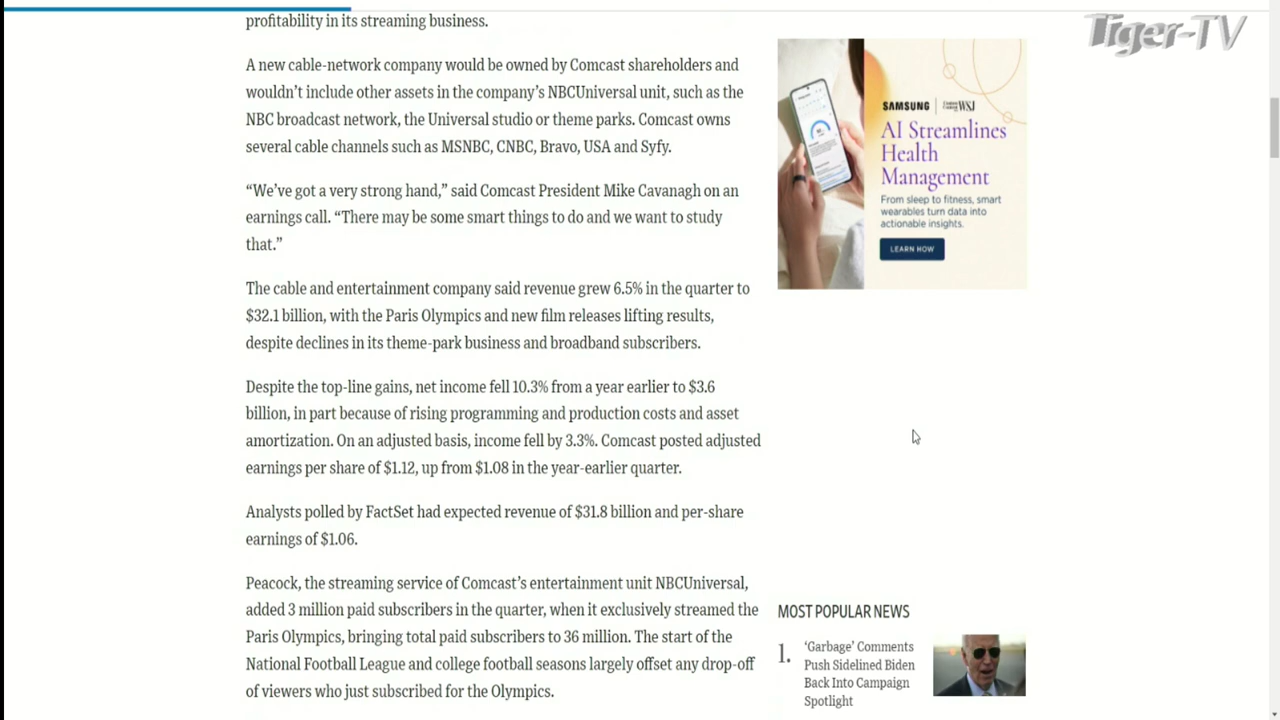 Tiger-TV
profitability in its streaming business.
A new cable-network company would be owned by Comcast shareholders and
wouldn’t include other assets in the company’s NBCUniversal unit, such as the
NBC broadcast network, the Universal studio or theme parks. Comcast owns
several cable channels such as MSNBC, CNBC, Bravo, USA and Syfy.
“We’ve got a very strong hand,” said Comcast President Mike Cavanagh on an
earnings call. “There may be some smart things to do and we want to study
that.”
The cable and entertainment company said revenue grew 6.5% in the quarter to
$32.1 billion, with the Paris Olympics and new film releases lifting results,
despite declines in its theme-park business and broadband subscribers.
Despite the top-line gains, net income fell 10.3% from a year earlier to $3.6
billion, in part because of rising programming and production costs and asset
amortization. On an adjusted basis, income fell by 3.3%. Comcast posted adjusted
earnings per share of $1.12, up from $1.08 in the year-earlier quarter.
Analysts polled by FactSet had expected revenue of $31.8 billion and per-share
earnings of $1.06.
Peacock, the streaming service of Comcast’s entertainment unit NBCUniversal,
added 3 million paid subscribers in the quarter, when it exclusively streamed the
Paris Olympics, bringing total paid subscribers to 36 million. The start of the
National Football League and college football seasons largely offset any drop-off
of viewers who just subscribed for the Olympics.
SAMSUNG | WSJ
AI Streamlines
Health
Management
From sleep to fitness, smart
wearables turn data into
actionable insights.
LEARN HOW
MOST POPULAR NEWS
1. ‘Garbage’ Comments
Push Sidelined Biden
Back Into Campaign
Spotlight